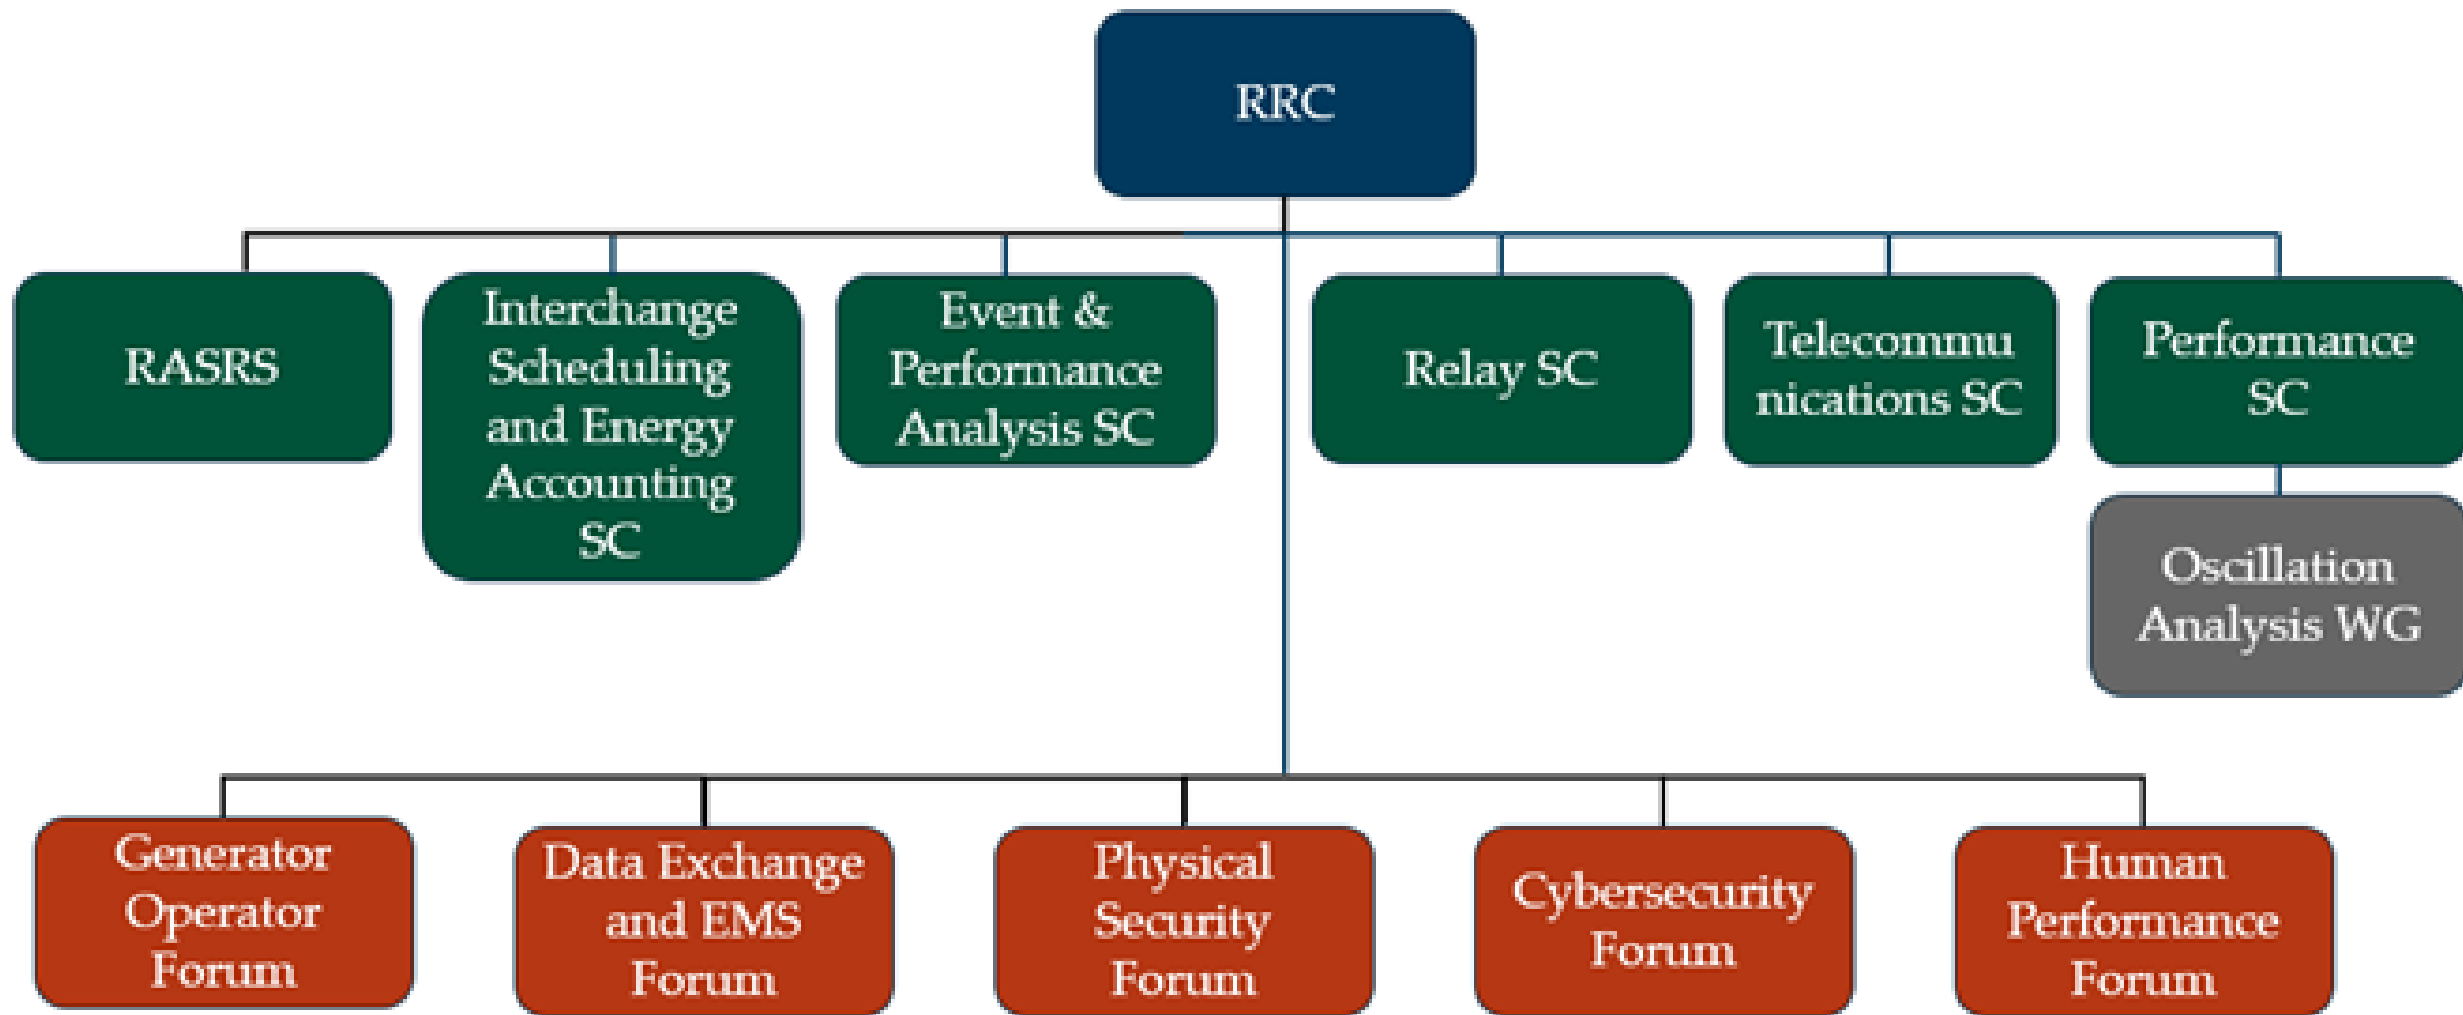 RRC
RASRS
Interchange
Scheduling
and Energy
Accounting
SC
Event &
Performance
Analysis SC
Relay SC
Telecommu
nications SC
Performance
SC
Oscillation
Analysis WG
Generator
Operator
Forum
Data Exchange
and EMS
Forum
Physical
Security
Forum
Cybersecurity
Forum
Human
Performance
Forum